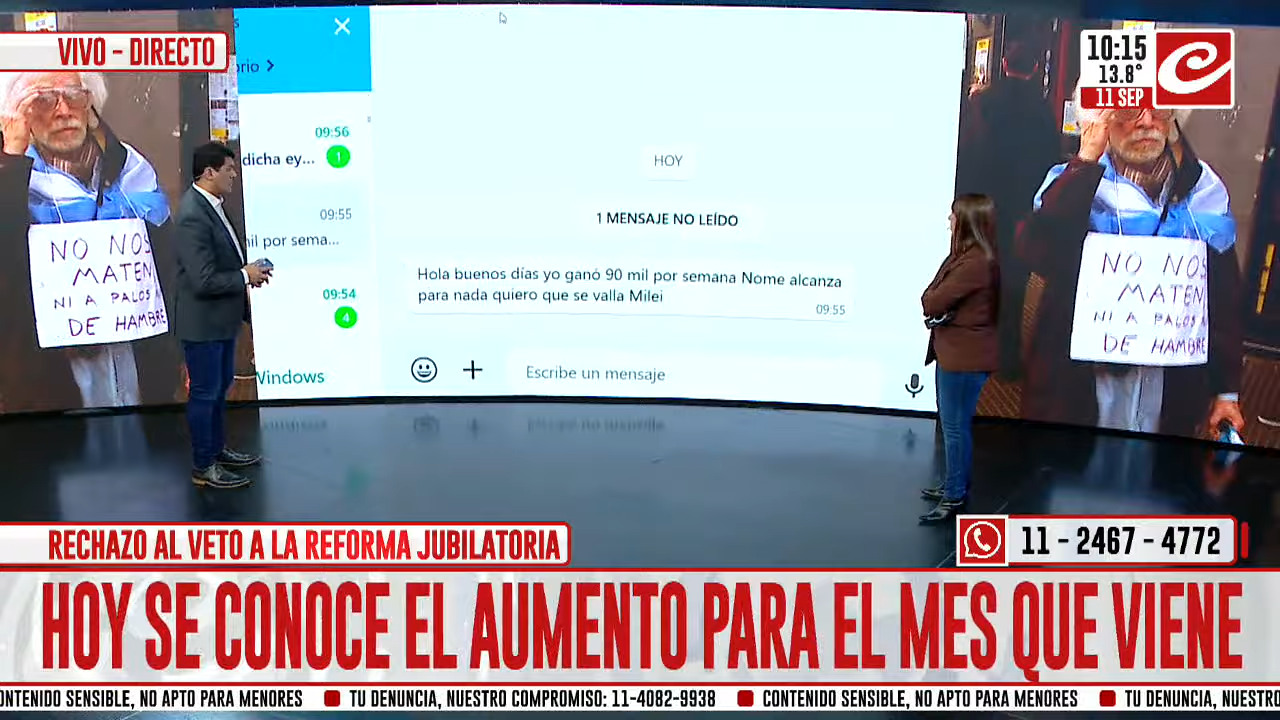 VIVO - DIRECTO
10:15
13.8°
11 SEP
NO NOS
MATEN
NI A PALOS
DE HAMBRE
09:56
dicha ey...
1
09:55
mil por sema...
09:54
4
Windows
HOY
1 MENSAJE NO LEÍDO
Hola buenos días yo ganó 90 mil por semana Nome alcanza
para nada quiero que se valla Milei
09:55
Escribe un mensaje
NO NOS
MATEN
NI A PALOS
DE HAMBRE
RECHAZO AL VETO A LA REFORMA JUBILATORIA
11 - 2467 - 4772
HOY SE CONOCE EL AUMENTO PARA EL MES QUE VIENE
CONTENIDO SENSIBLE, NO APTO PARA MENORES TU DENUNCIA, NUESTRO COMPROMISO: 11-4082-9938 CONTENIDO SENSIBLE, NO APTO PARA MENORES TU DENUNCIA, NUESTRO